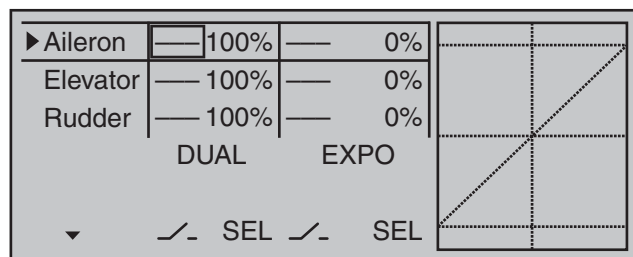 Aileron ––– 100% ––– 0%
Elevator ––– 100% ––– 0%
Rudder ––– 100% ––– 0%
DUAL EXPO
SEL SEL